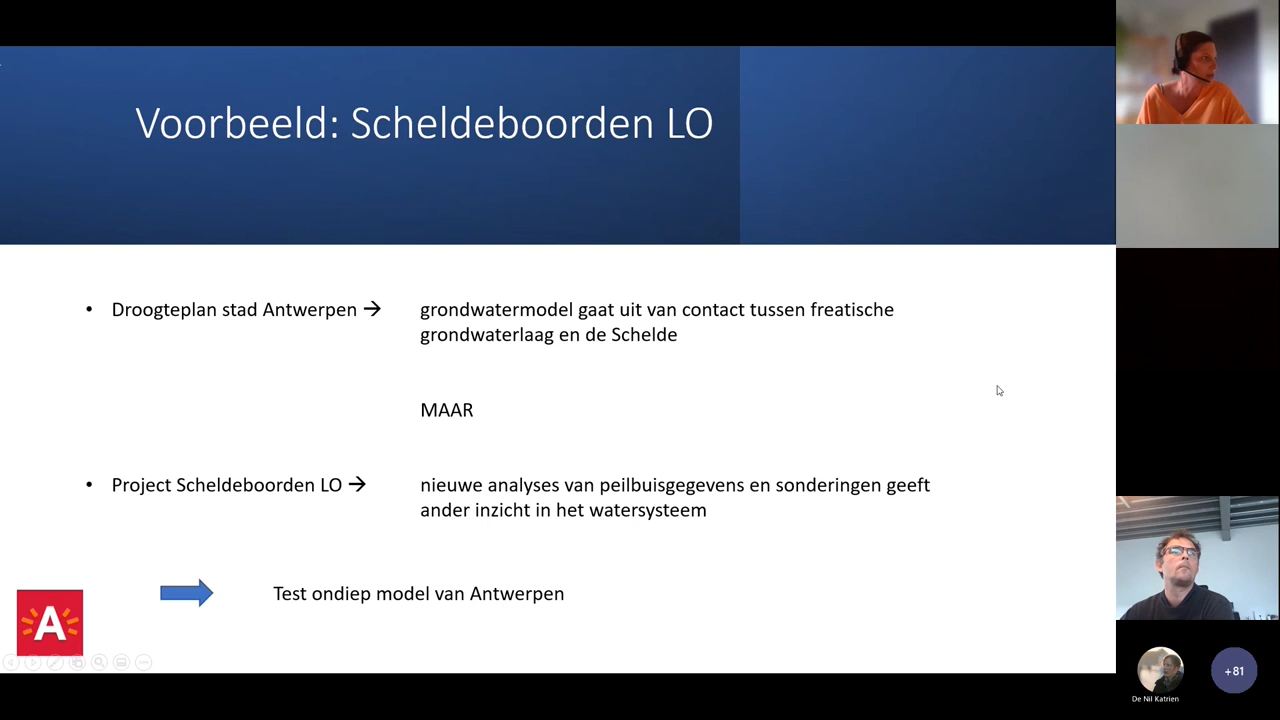 Voorbeeld: Scheldeboorden LO
• Droogteplan stad Antwerpen → grondwatermodel gaat uit van contact tussen freatische
grondwaterlaag en de Schelde
MAAR
• Project Scheldeboorden LO → nieuwe analyses van peilbuisgegevens en sonderingen geeft
ander inzicht in het watersysteem
Test ondiep model van Antwerpen
A
De Nil Katrien
+81